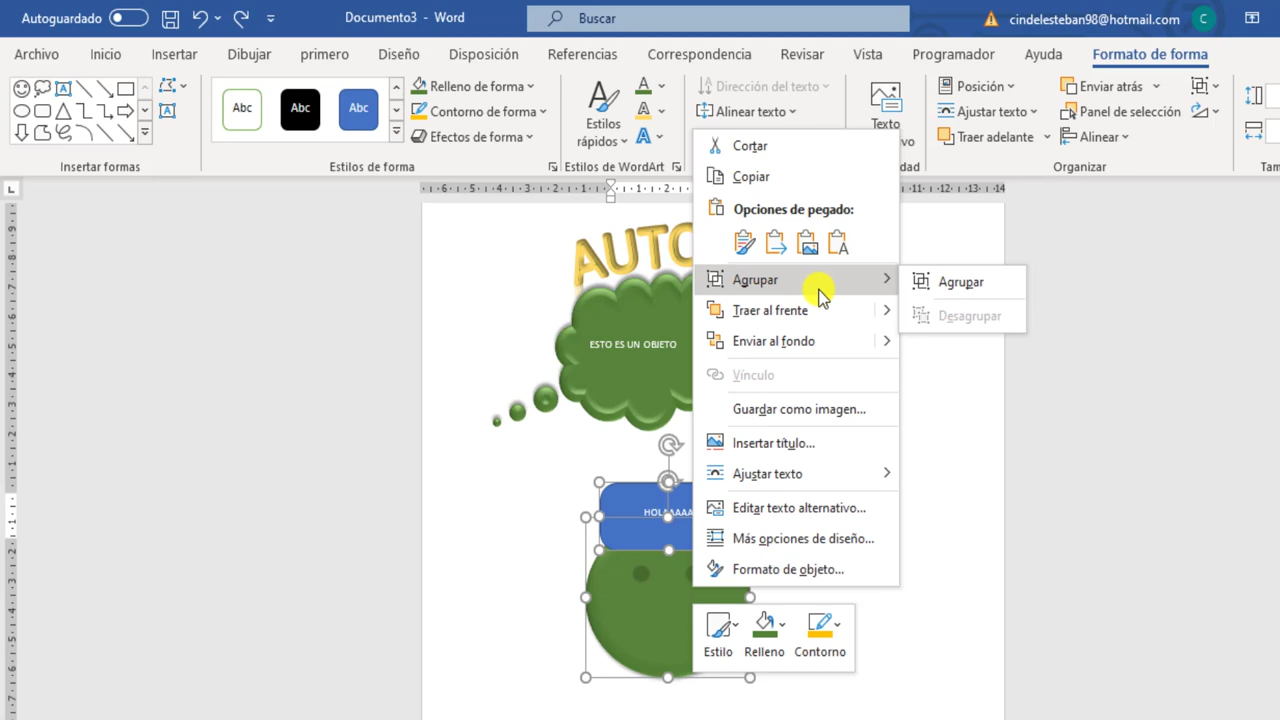 Autoguardado
Documento3 - Word
Buscar
cindelesteban98@hotmail.com
C
Archivo
Inicio
Insertar
Dibujar
primero
Diseño
Disposición
Referencias
Correspondencia
Revisar
Vista
Programador
Ayuda
Formato de forma
Abc
Abc
Abc
Relleno de forma
Contorno de forma
Efectos de forma
Estilos
rápidos
Dirección del texto
Alinear texto
Texto
Posición
Ajustar texto
Traer adelante
Enviar atrás
Panel de selección
Alinear
Insertar formas
Estilos de forma
Estilos de WordArt
Organizar
Cortar
Copiar
Opciones de pegado:
Agrupar
Traer al frente
Enviar al fondo
Vínculo
Guardar como imagen...
Insertar título...
Ajustar texto
Editar texto alternativo...
Más opciones de diseño...
Formato de objeto...
Agrupar
Desagrupar
Estilo
Relleno
Contorno
ESTO ES UN OBJETO